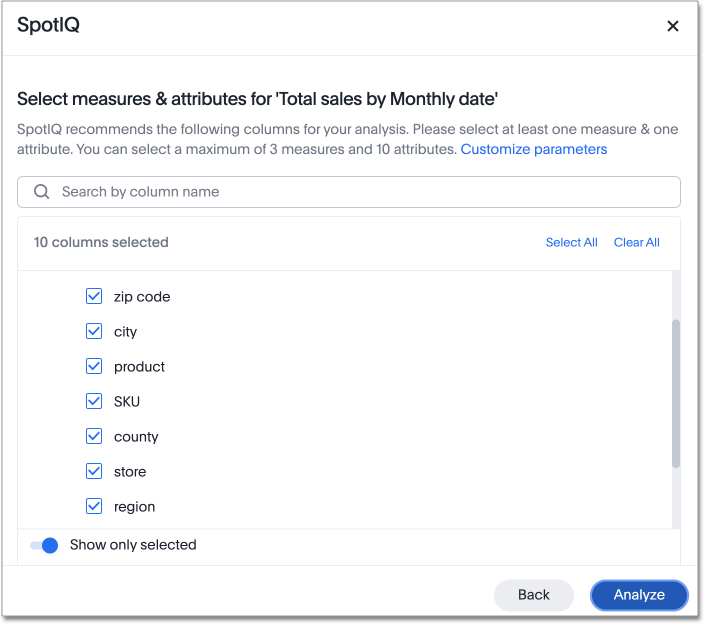 SpotIQ
Select measures & attributes for 'Total sales by Monthly date'
SpotIQ recommends the following columns for your analysis. Please select at least one measure & one
attribute. You can select a maximum of 3 measures and 10 attributes. Customize parameters
Search by column name
10 columns selected Select All Clear All
zip code
city
product
SKU
county
store
region
Show only selected
Back Analyze